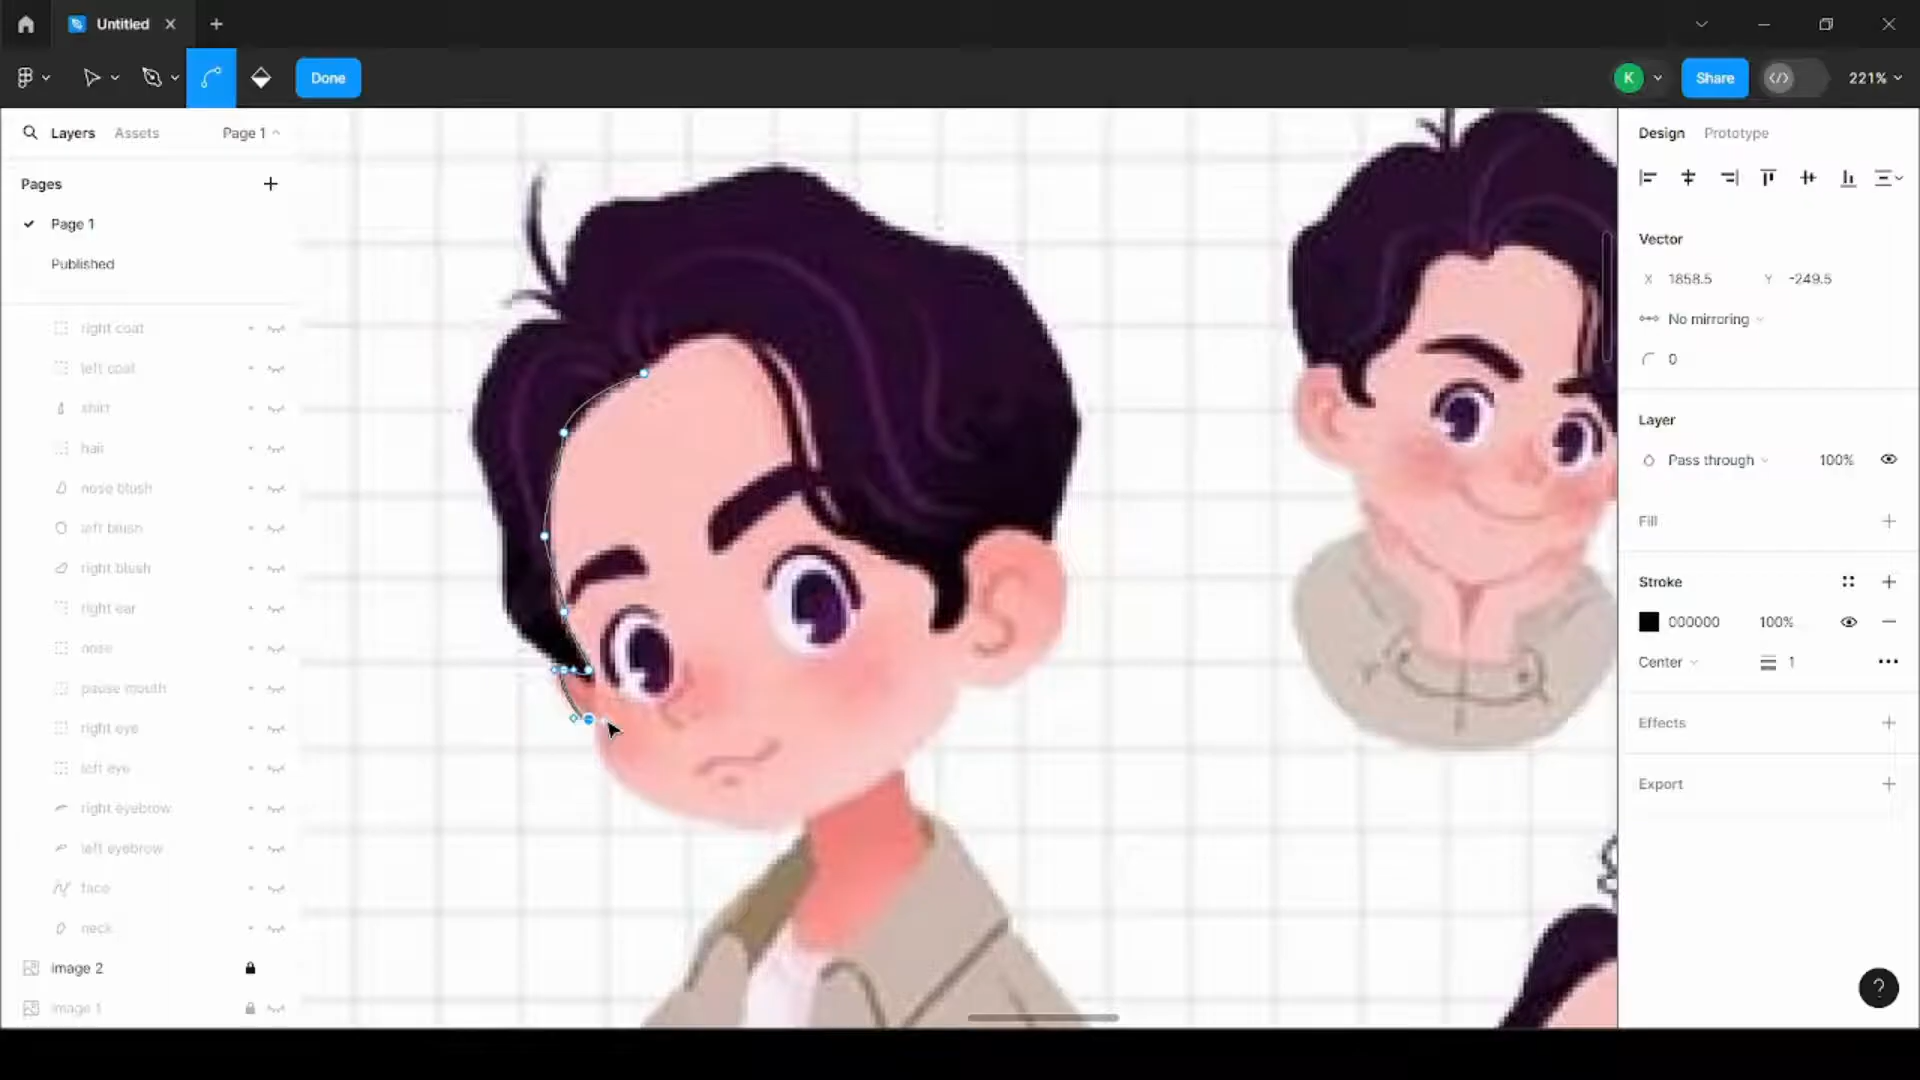 Untitled
Done
K
Share
221%
Layers
Assets
Page 1
Pages
Page 1
Published
right coat
left coat
shirt
hair
nose blush
left blush
right blush
right ear
nose
pause mouth
right eye
left eye
right eyebrow
left eyebrow
face
neck
image 2
image 1
Design
Prototype
Vector
X 1858.5
Y -249.5
No mirroring
0
Layer
Pass through
100%
Fill
Stroke
000000
100%
Center
1
Effects
Export
?